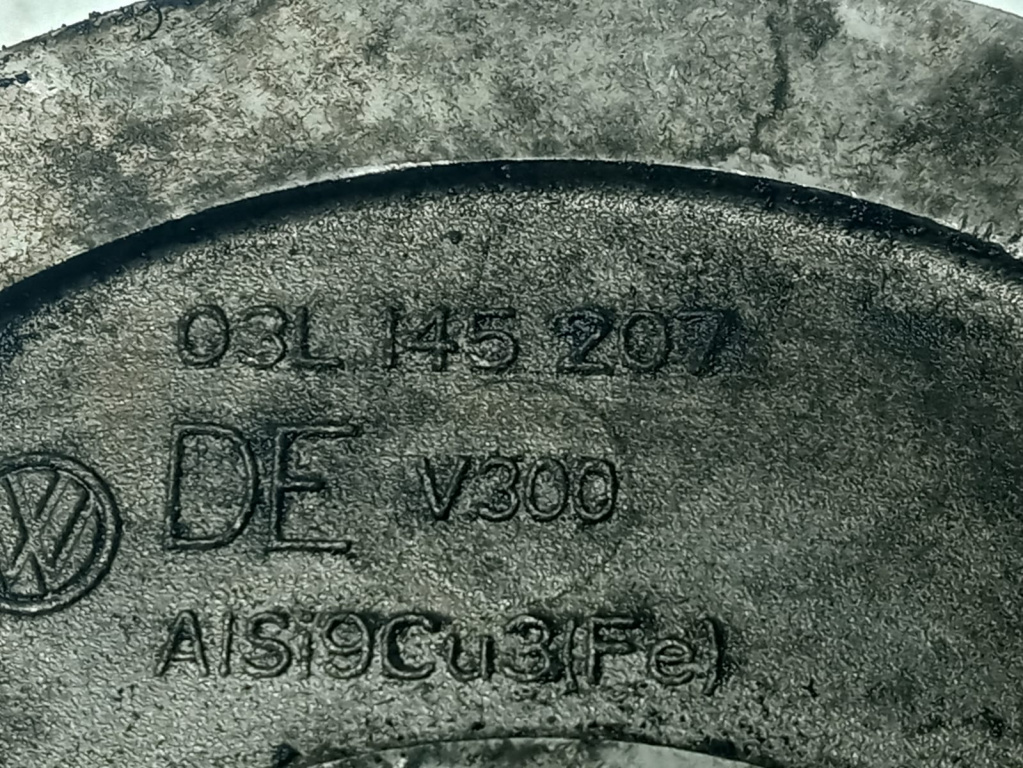 03L 145 207
DE V300
AlSi9Cu3(Fe)